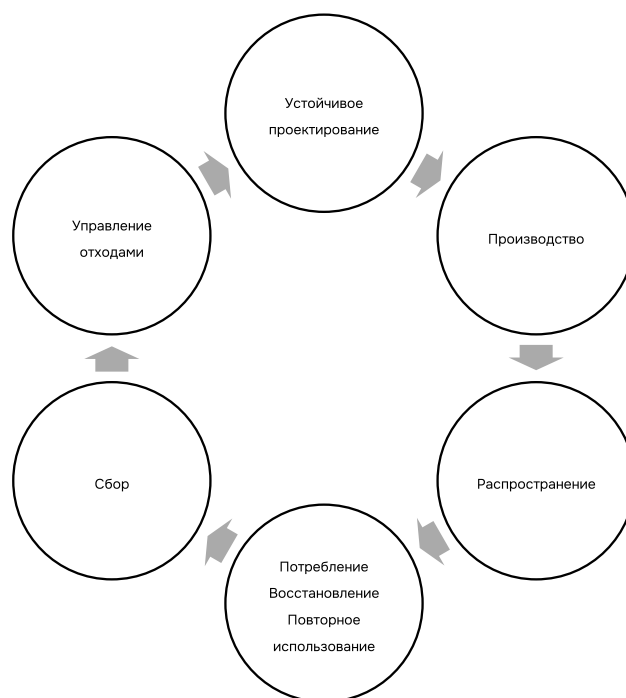 Устойчивое
проектирование
Управление
отходами
Производство
Сбор
Распространение
Потребление
Восстановление
Повторное
использование